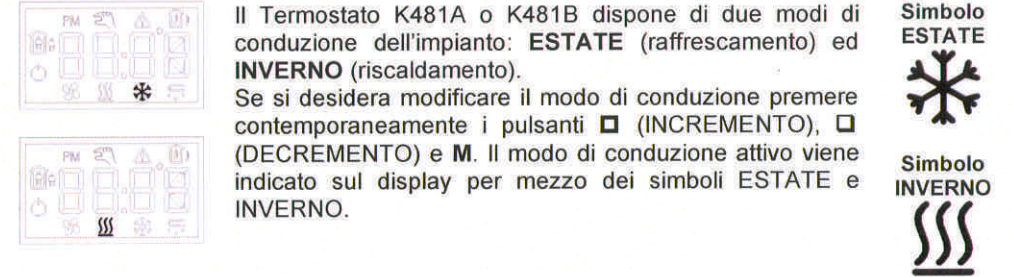 PM
Il Termostato K481A o K481B dispone di due modi di
conduzione dell'impianto: ESTATE (raffrescamento) ed
INVERNO (riscaldamento).
Se si desidera modificare il modo di conduzione premere
contemporaneamente i pulsanti ❑ (INCREMENTO), ❑
(DECREMENTO) e M. Il modo di conduzione attivo viene
indicato sul display per mezzo dei simboli ESTATE e
INVERNO.
PM
Simbolo
ESTATE
Simbolo
INVERNO